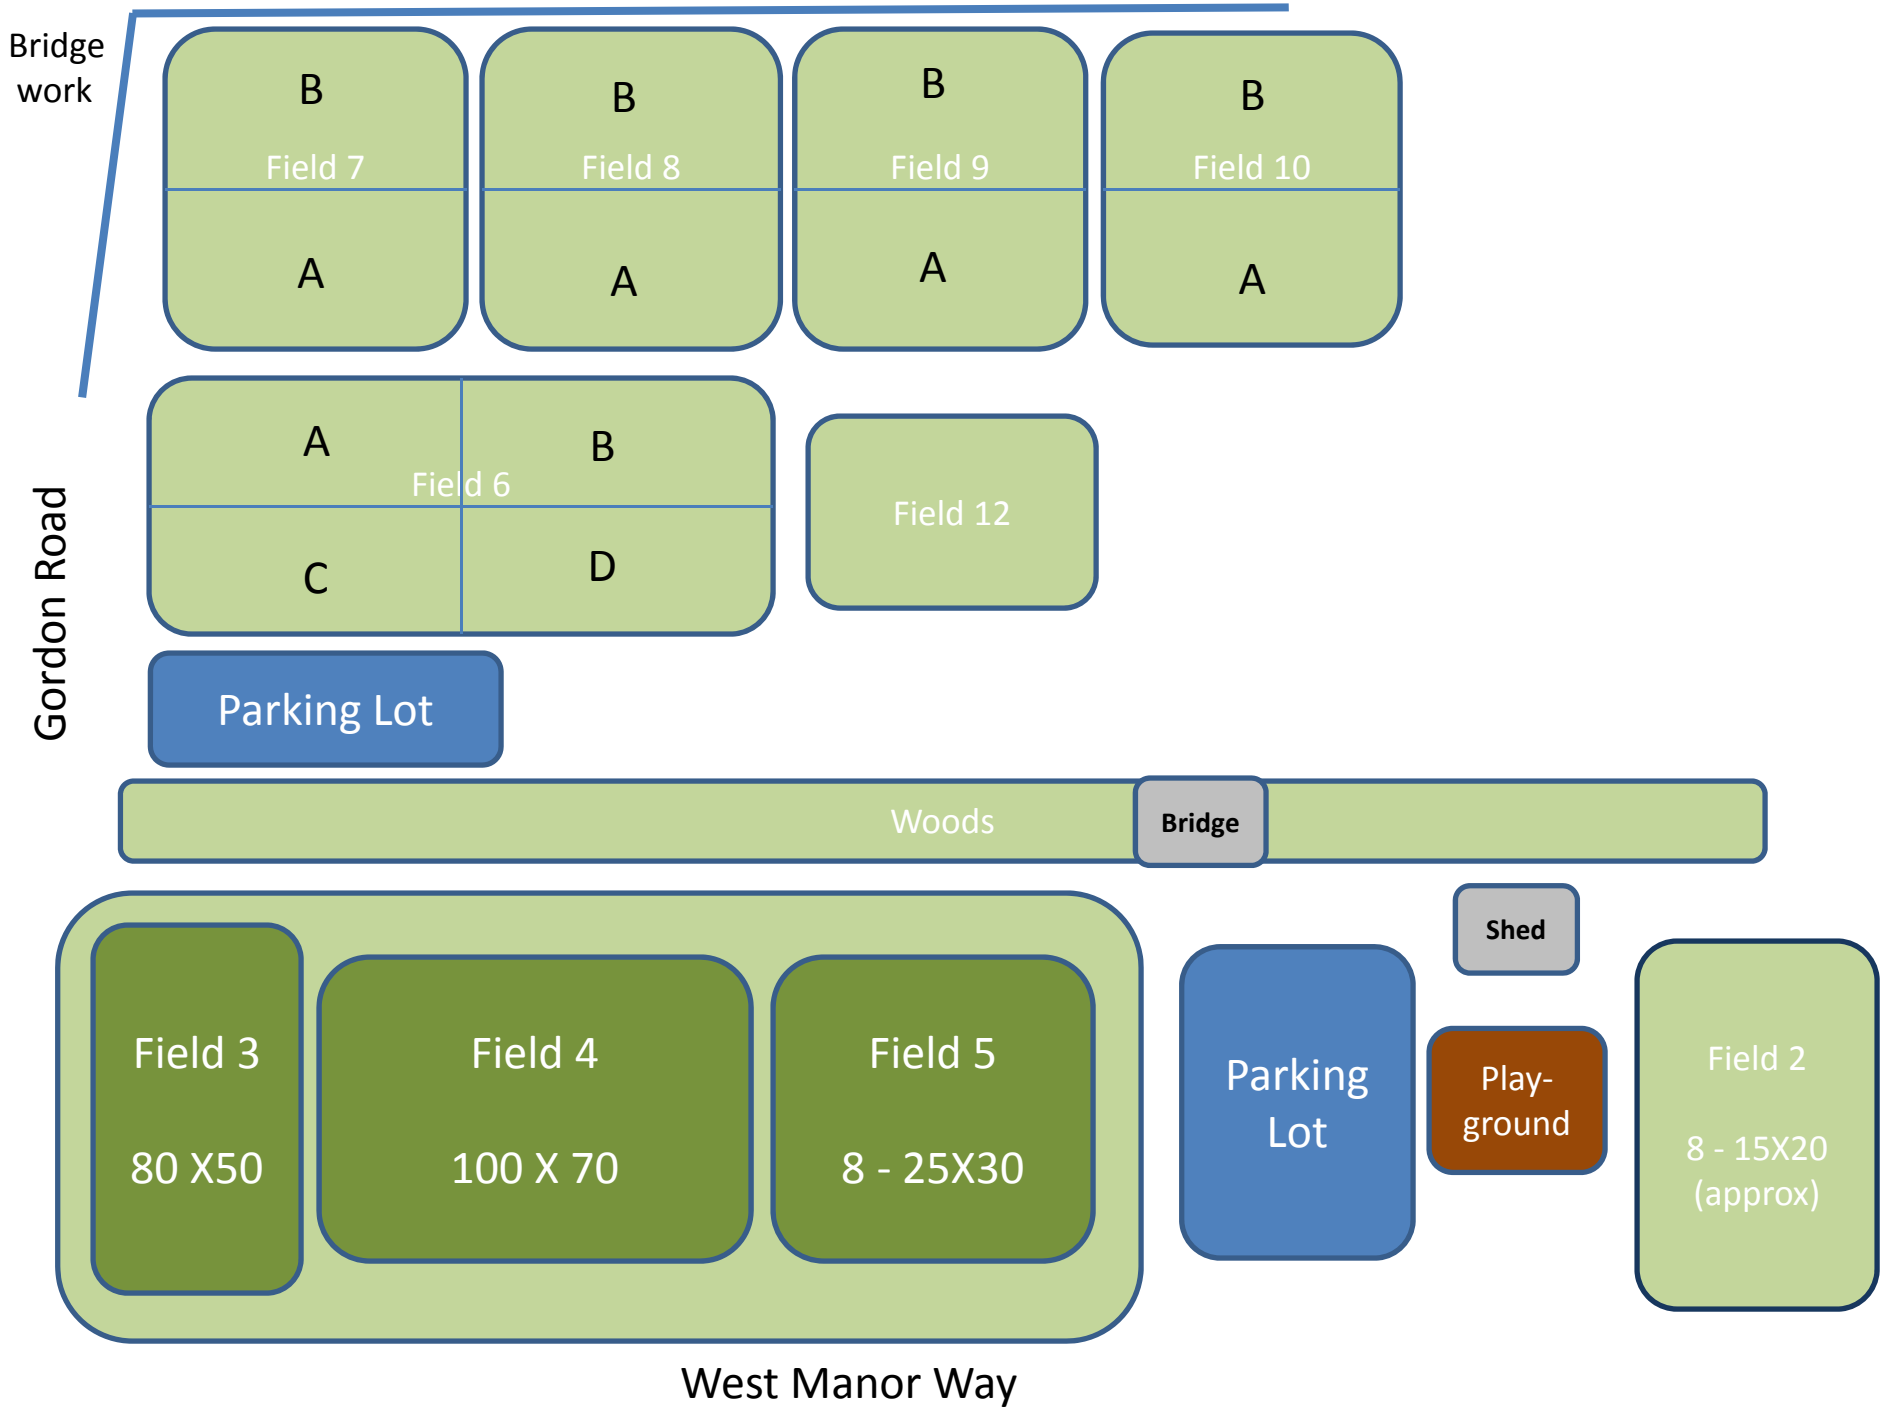 Bridge
work
B
B
B
B
Field 7
Field 8
Field 9
Field 10
A
A
A
A
A
B
Field 6
C
D
Field 12
Gordon Road
Parking Lot
Woods
Bridge
Shed
Field 3
80 X50
Field 4
100 X 70
Field 5
8 - 25X30
Parking
Lot
Play-
ground
Field 2
8 - 15X20
(approx)
West Manor Way